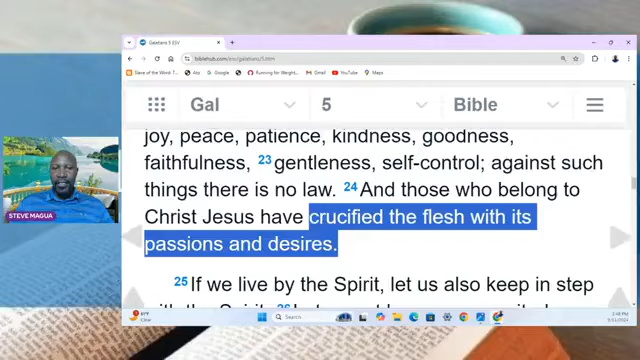 Galatians 5 ESV
biblehub.com/esv/galatians/5.htm
Gmail
YouTube
Maps
Gal
5
Bible
joy, peace, patience, kindness, goodness,
faithfulness, 23 gentleness, self-control; against such
things there is no law. 24 And those who belong to
Christ Jesus have crucified the flesh with its
passions and desires.
25 If we live by the Spirit, let us also keep in step
STEVE MAGUA
Search